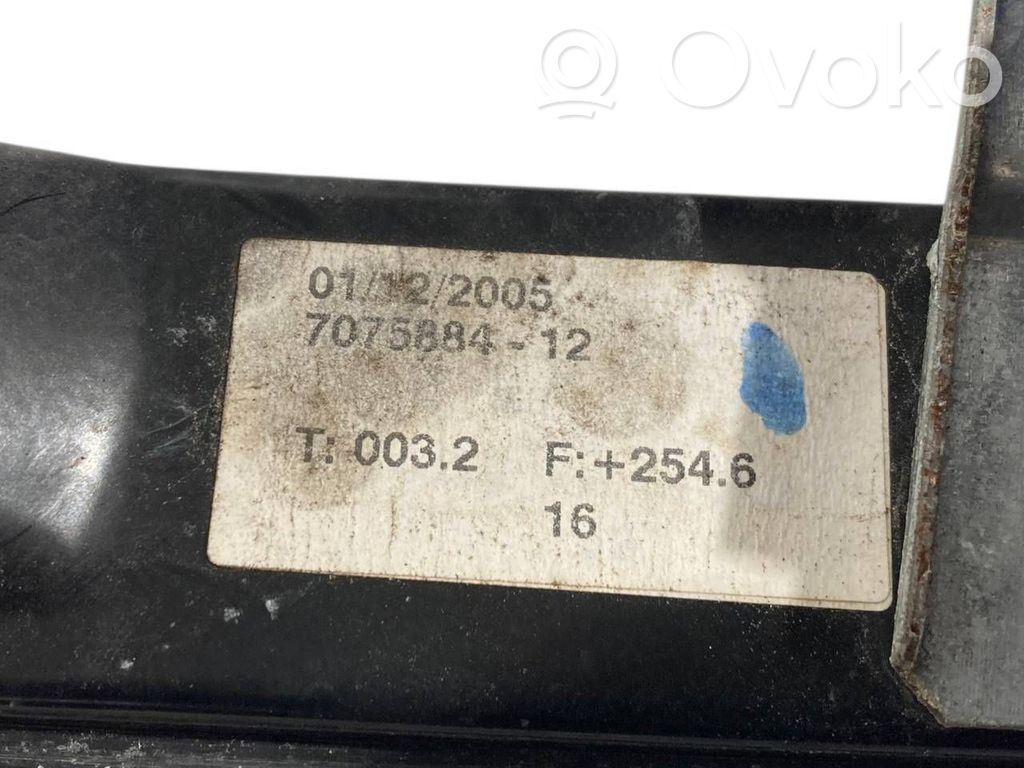 Ovoko
01/12/2005
7075884-12
T: 003.2 F: +254.6
16